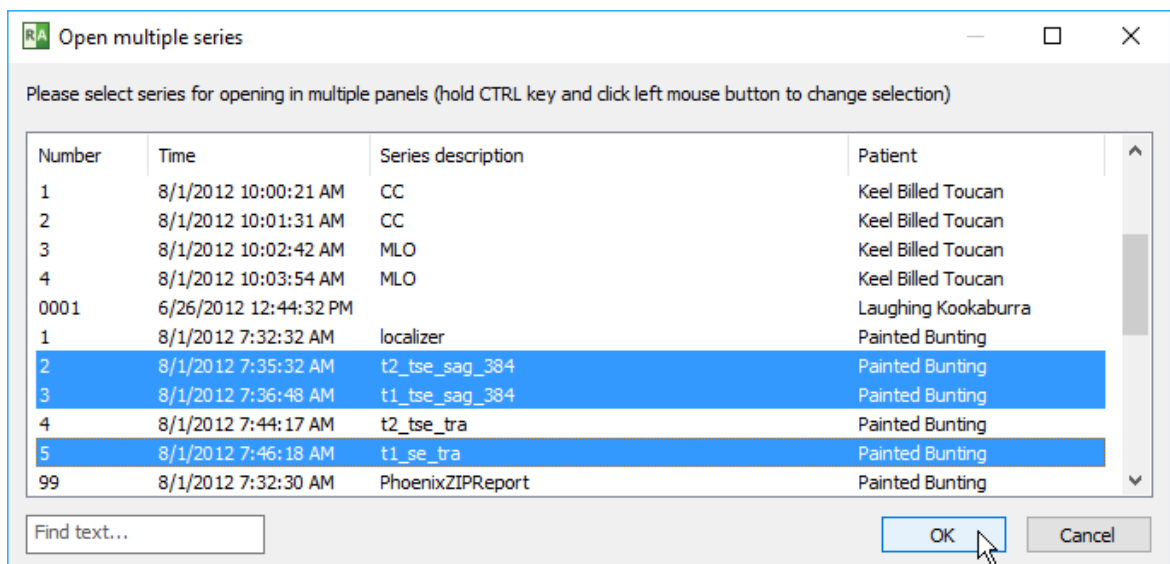 RA Open multiple series
Please select series for opening in multiple panels (hold CTRL key and click left mouse button to change selection)
Number Time Series description Patient
1 8/1/2012 10:00:21 AM CC Keel Billed Toucan
2 8/1/2012 10:01:31 AM CC Keel Billed Toucan
3 8/1/2012 10:02:42 AM MLO Keel Billed Toucan
4 8/1/2012 10:03:54 AM MLO Keel Billed Toucan
0001 6/26/2012 12:44:32 PM Laughing Kookaburra
1 8/1/2012 7:32:32 AM localizer Painted Bunting
2 8/1/2012 7:35:32 AM t2_tse_sag_384 Painted Bunting
3 8/1/2012 7:36:48 AM t1_tse_sag_384 Painted Bunting
4 8/1/2012 7:44:17 AM t2_tse_tra Painted Bunting
5 8/1/2012 7:46:18 AM t1_se_tra Painted Bunting
99 8/1/2012 7:32:30 AM PhoenixZIPReport Painted Bunting
Find text... OK Cancel